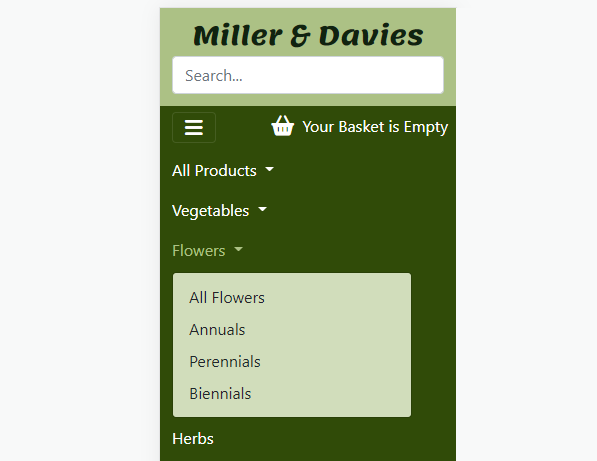 Miller & Davies
Search...
Your Basket is Empty
All Products
Vegetables
Flowers
All Flowers
Annuals
Perennials
Biennials
Herbs